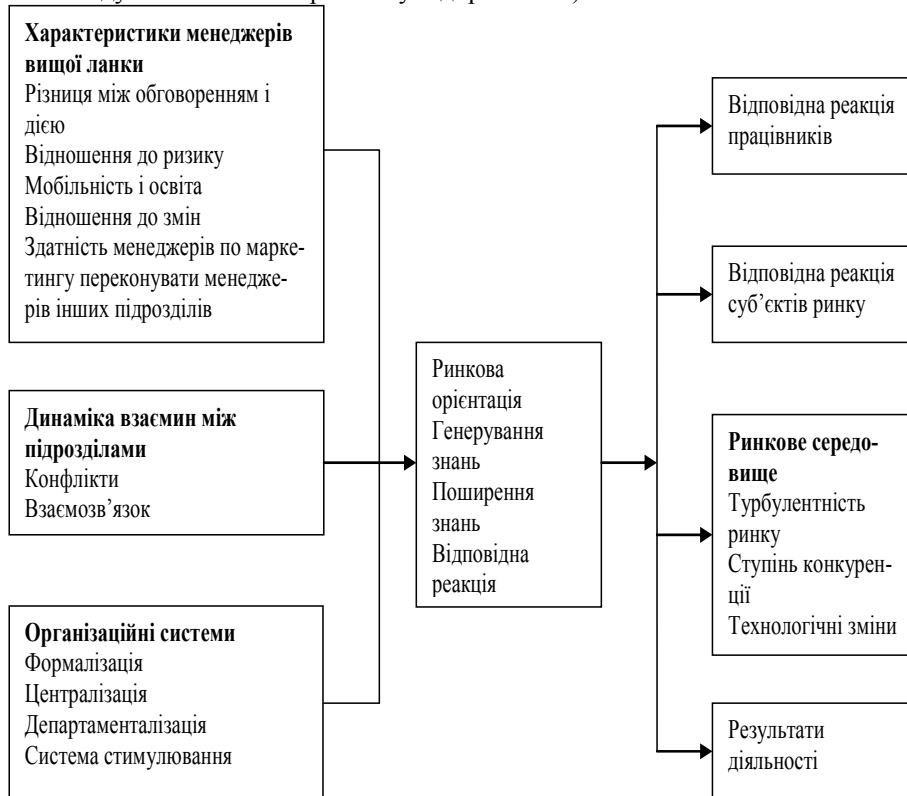 Характеристики менеджерів
вищої ланки
Різниця між обговоренням і
дією
Відношення до ризику
Мобільність і освіта
Відношення до змін
Здатність менеджерів по марке-
тингу переконувати менедже-
рів інших підрозділів
Динаміка взаємин між
підрозділами
Конфлікти
Взаємозв’язок
Організаційні системи
Формалізація
Централізація
Департаменталізація
Система стимулювання
Ринкова
орієнтація
Генерування
знань
Поширення
знань
Відповідна
реакція
Відповідна реакція
працівників
Відповідна реакція
суб’єктів ринку
Ринкове середо-
вище
Турбулентність
ринку
Ступінь конкурен-
ції
Технологічні зміни
Результати
діяльності